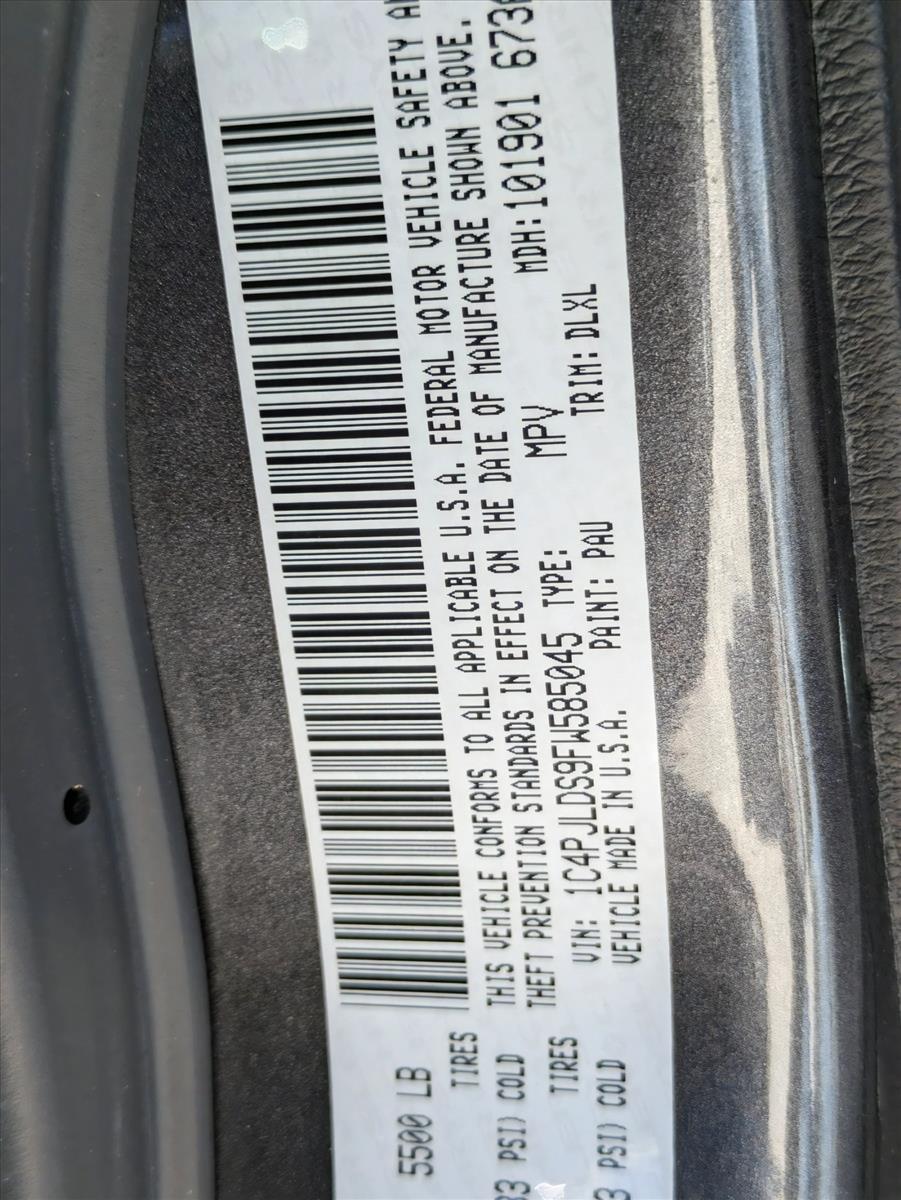 5500 LB
TIRES
33 PSI) COLD
TIRES
3 PSI) COLD
THIS VEHICLE CONFORMS TO ALL APPLICABLE U.S.A. FEDERAL MOTOR VEHICLE SAFETY
THEFT PREVENTION STANDARDS IN EFFECT ON THE DATE OF MANUFACTURE SHOWN ABOVE.
VIN: 1C4PJLDS9FW585045 TYPE: MPV MDH:101901 673
VEHICLE MADE IN U.S.A. PAINT: PAU TRIM: DLXL